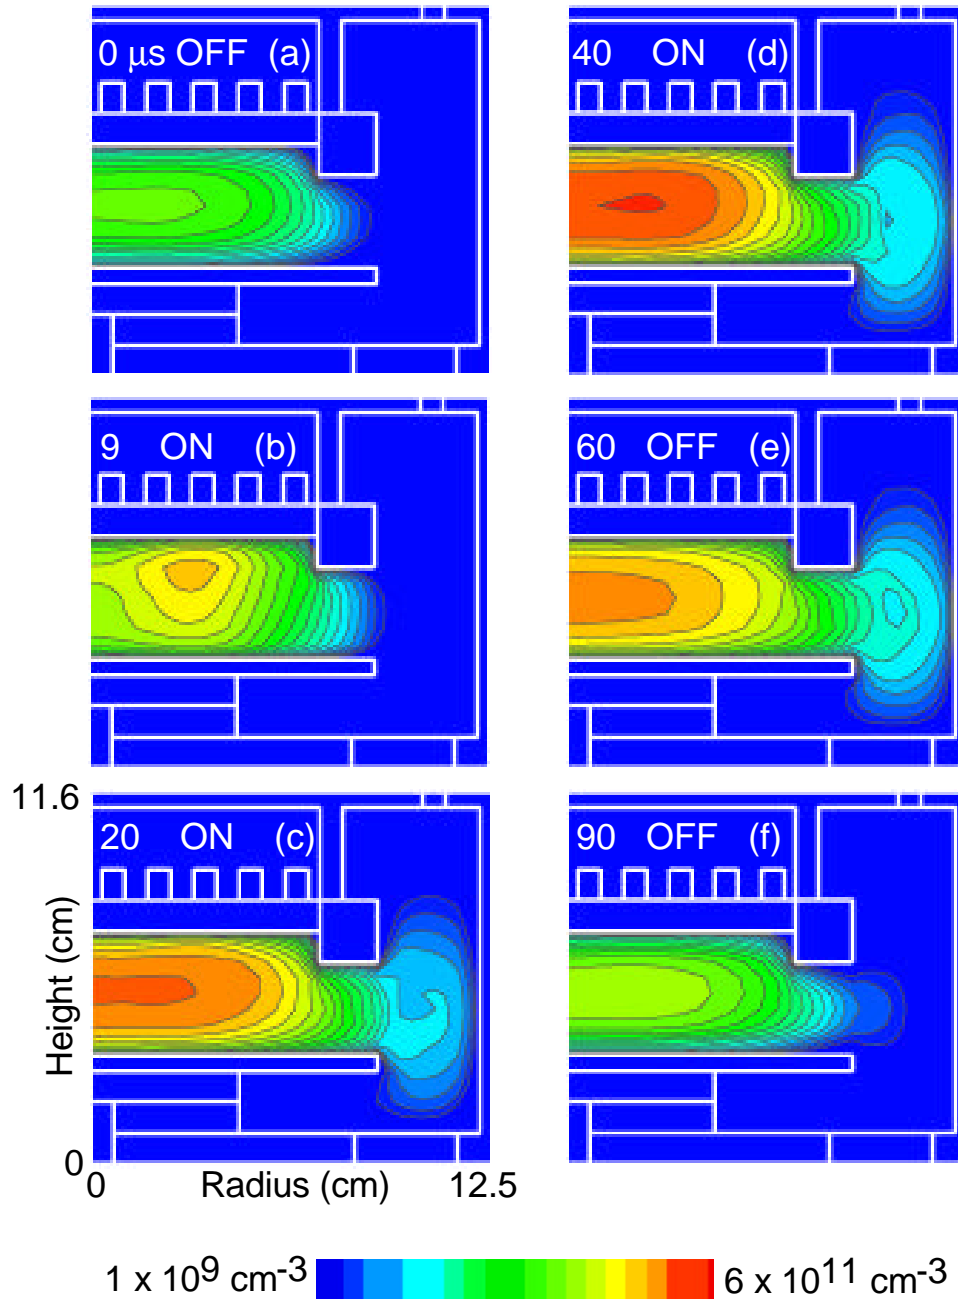 0 μs OFF (a)
40 ON (d)
9 ON (b)
60 OFF (e)
11.6
20 ON (c)
90 OFF (f)
Height (cm)
0
0 Radius (cm) 12.5
1 x 10^9 cm^-3 6 x 10^11 cm^-3